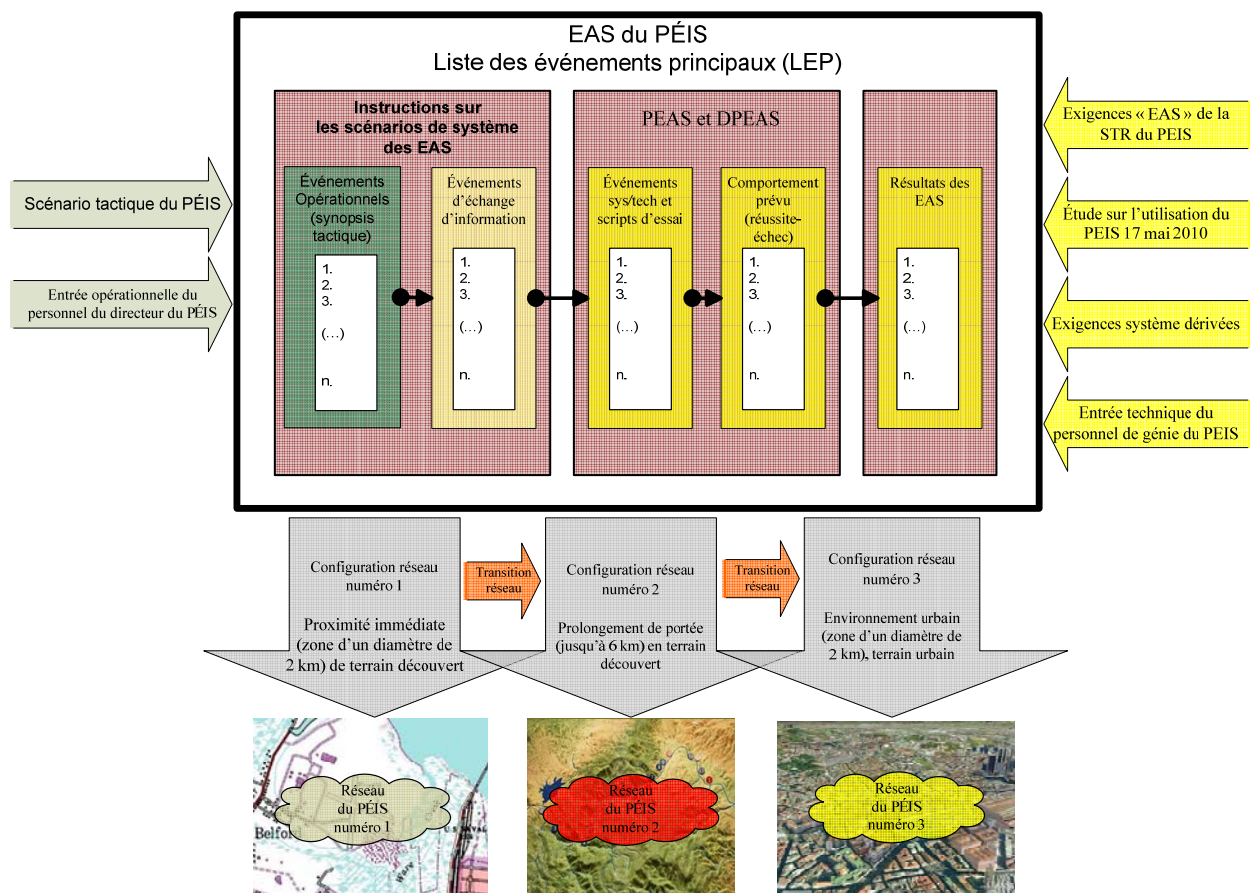 EAS du PÉIS
Liste des événements principaux (LEP)
Instructions sur
les scénarios de système
des EAS
PEAS et DPEAS
Événements
Opérationnels
(synopsis
tactique)
1.
2.
3.
(…)
n.
Événements
d’échange
d’information
1.
2.
3.
(…)
n.
Événements
sys/tech et
scripts d’essai
1.
2.
3.
(…)
n.
Comportement
prévu
(réussite-
échec)
1.
2.
3.
(…)
n.
Résultats des
EAS
1.
2.
3.
(…)
n.
Scénario tactique du PÉIS
Entrée opérationnelle du
personnel du directeur du PÉIS
Exigences « EAS » de la
STR du PEIS
Étude sur l’utilisation du
PEIS 17 mai 2010
Exigences système dérivées
Entrée technique du
personnel de génie du PEIS
Configuration réseau
numéro 1
Proximité immédiate
(zone d’un diamètre de
2 km) de terrain découvert
Transition
réseau
Configuration réseau
numéro 2
Prolongement de portée
(jusqu’à 6 km) en terrain
découvert
Transition
réseau
Configuration réseau
numéro 3
Environnement urbain
(zone d’un diamètre de
2 km), terrain urbain
Réseau
du PÉIS
numéro 1
Belford
Ware
Réseau
du PÉIS
numéro 2
Réseau
du PÉIS
numéro 3